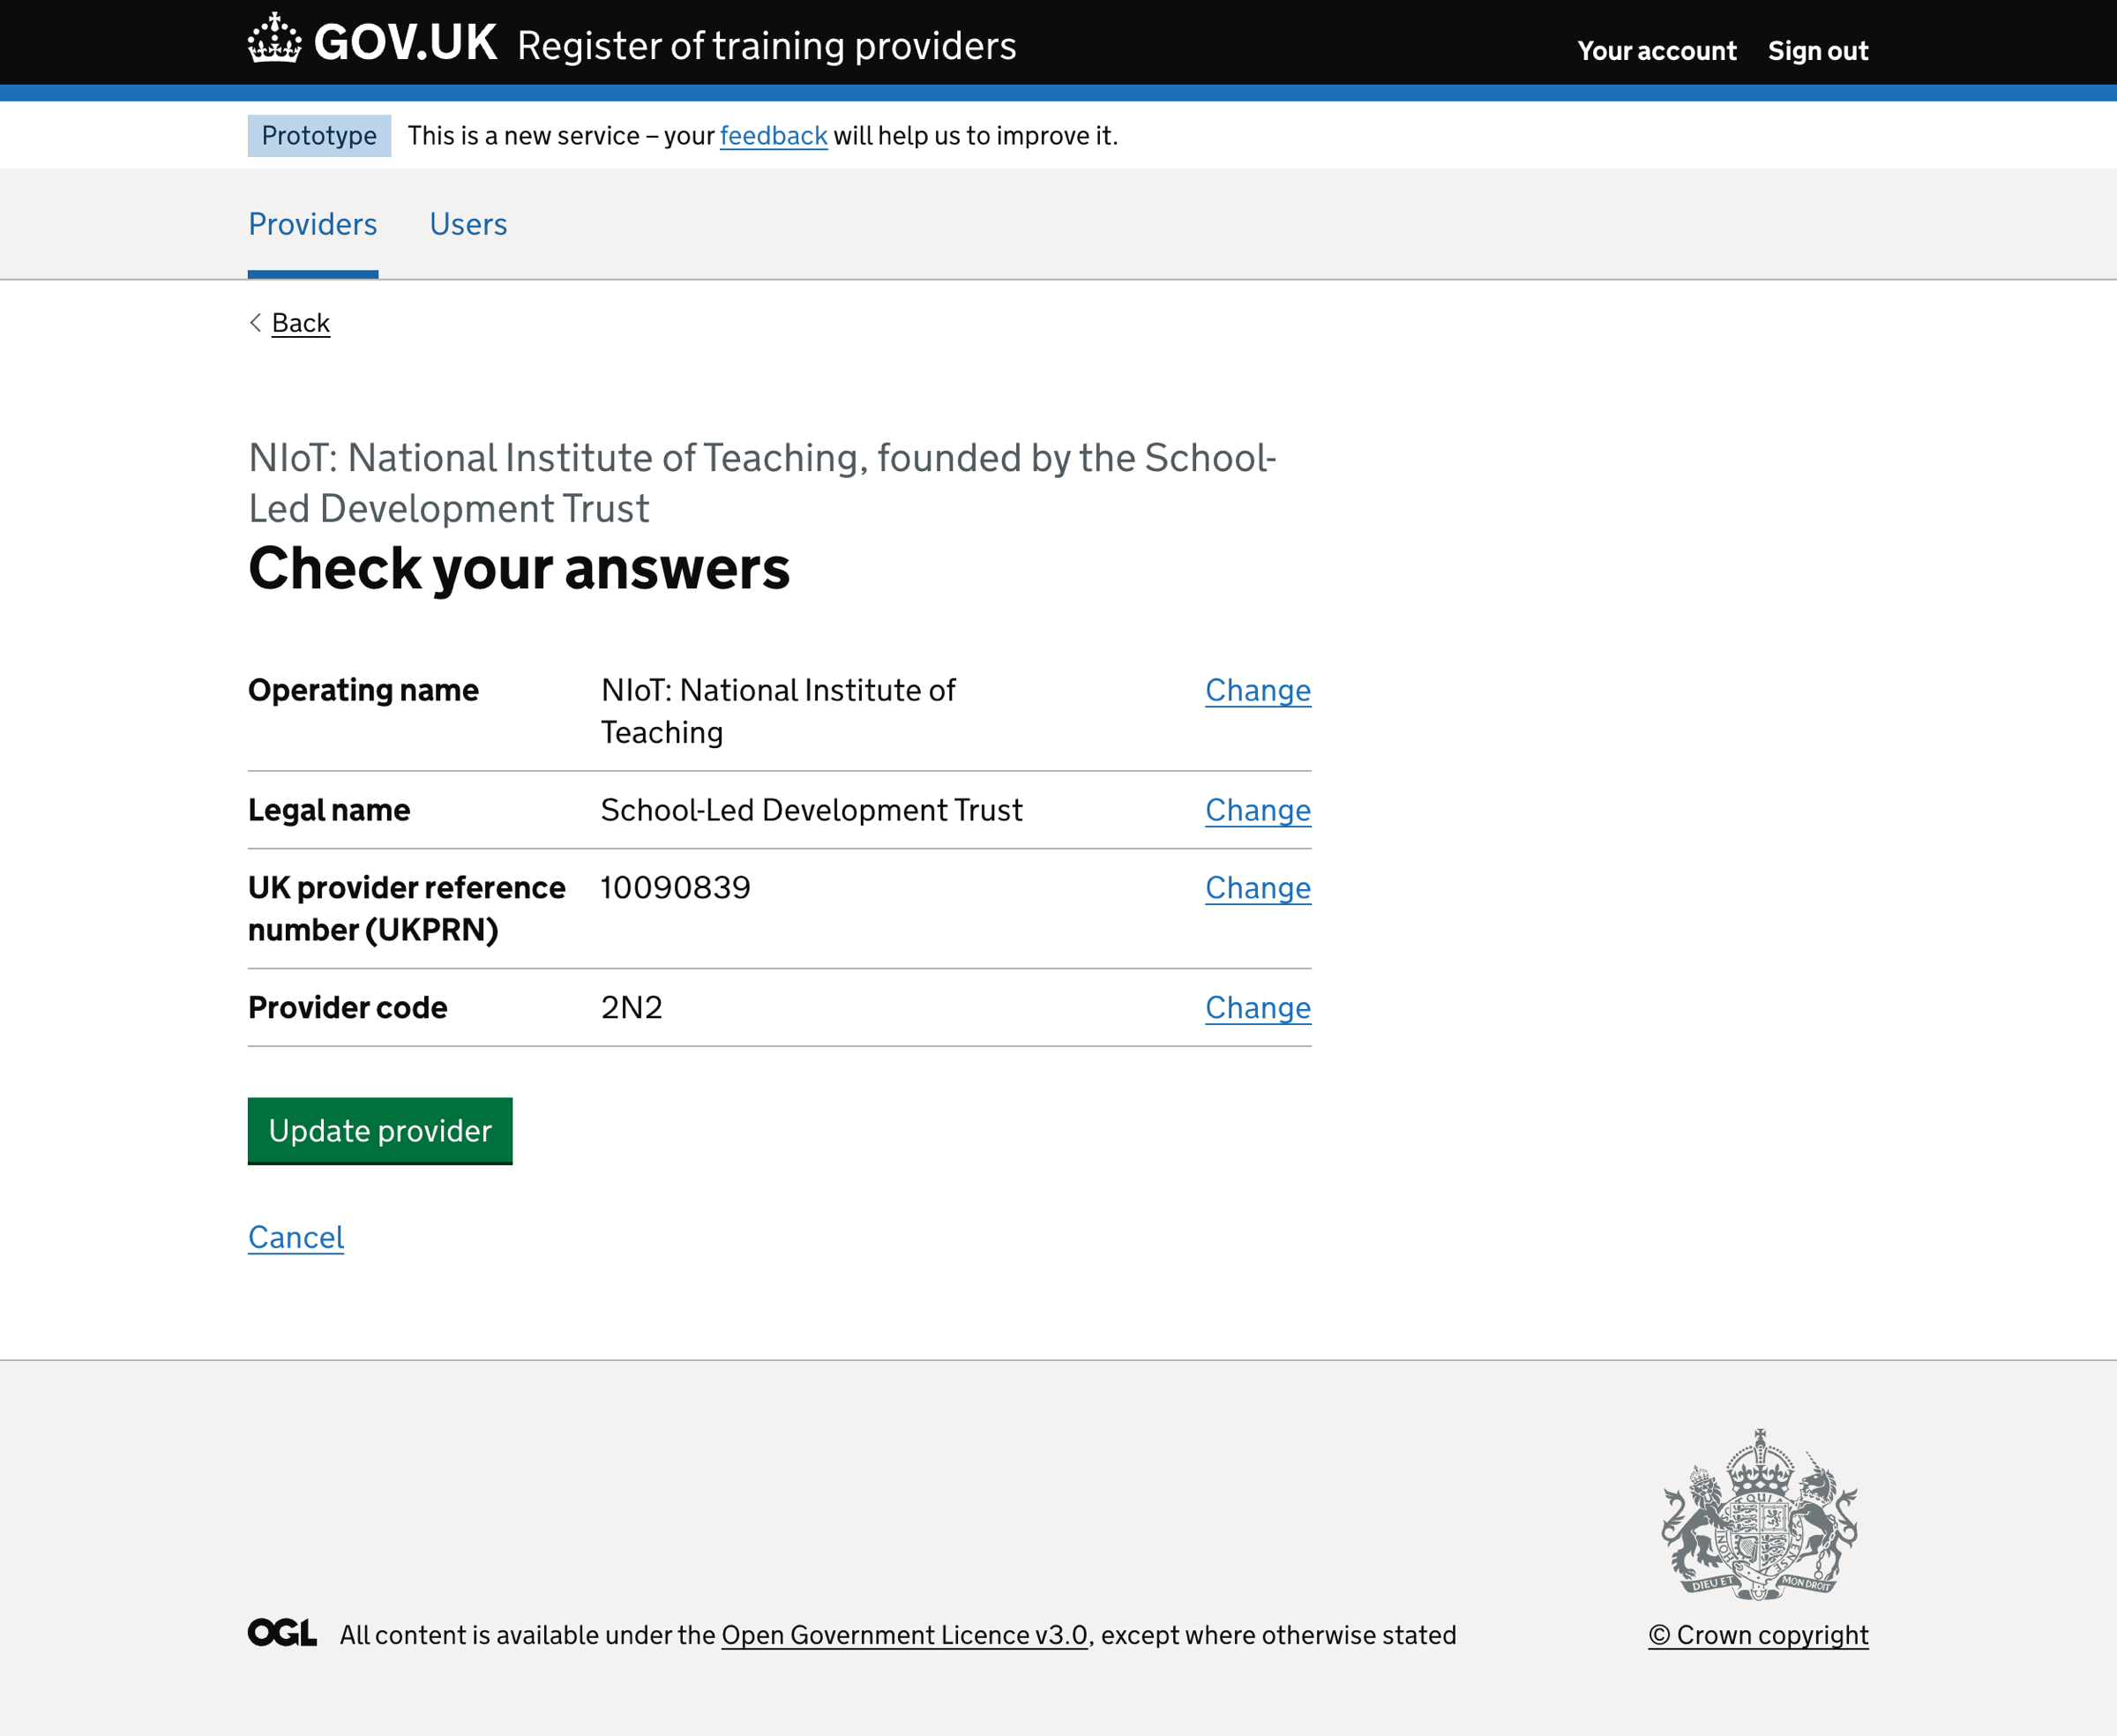 GOV.UK Register of training providers
Your account Sign out
Prototype This is a new service – your feedback will help us to improve it.
Providers Users
Back
NIoT: National Institute of Teaching, founded by the School-
Led Development Trust
Check your answers
Operating name NIoT: National Institute of Change
Teaching
Legal name School-Led Development Trust Change
UK provider reference 10090839 Change
number (UKPRN)
Provider code 2N2 Change
Update provider
Cancel
QUI
DIEU ET MON DROIT
OGL All content is available under the Open Government Licence v3.0, except where otherwise stated
© Crown copyright